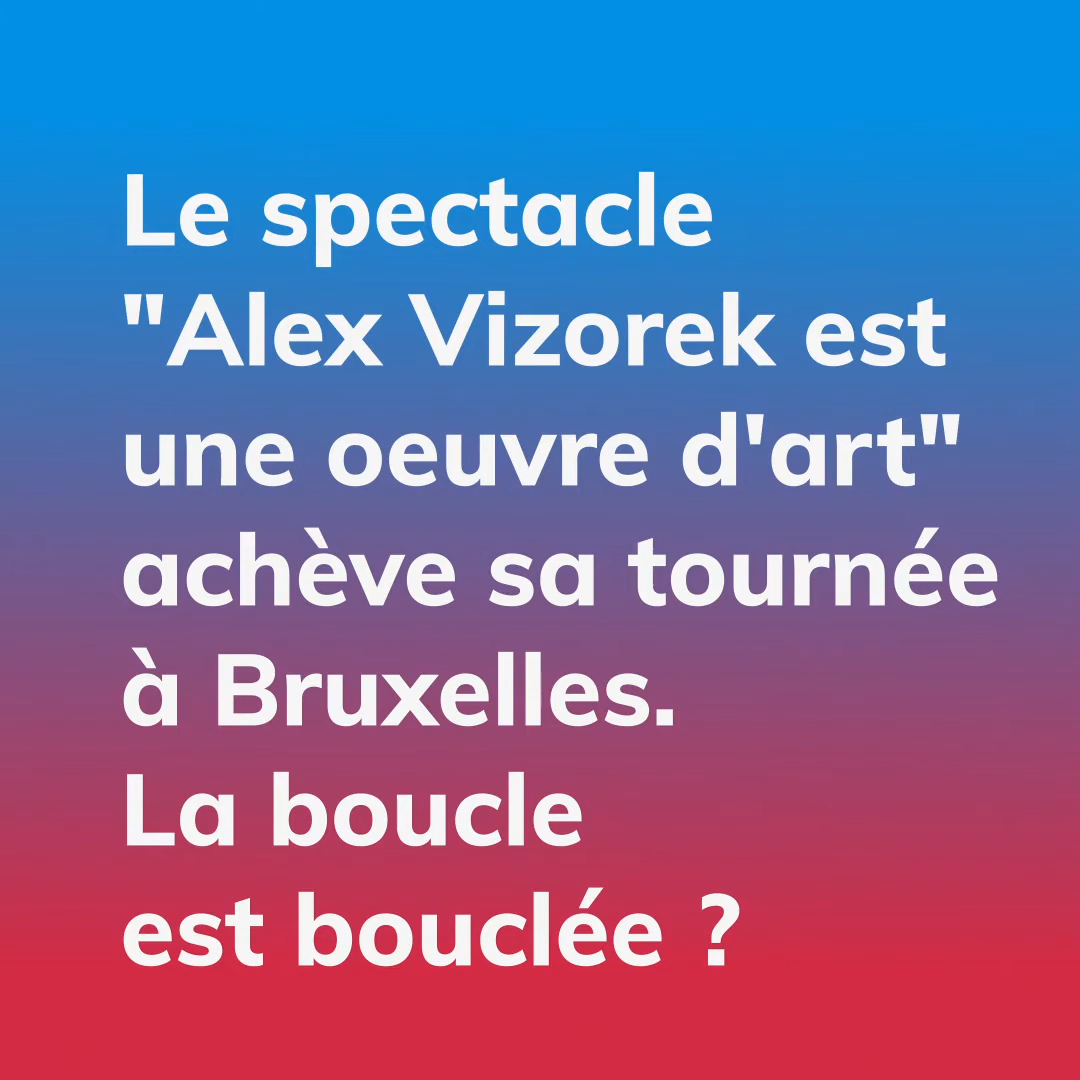 Le spectacle
"Alex Vizorek est
une oeuvre d'art"
achève sa tournée
à Bruxelles.
La boucle
est bouclée ?